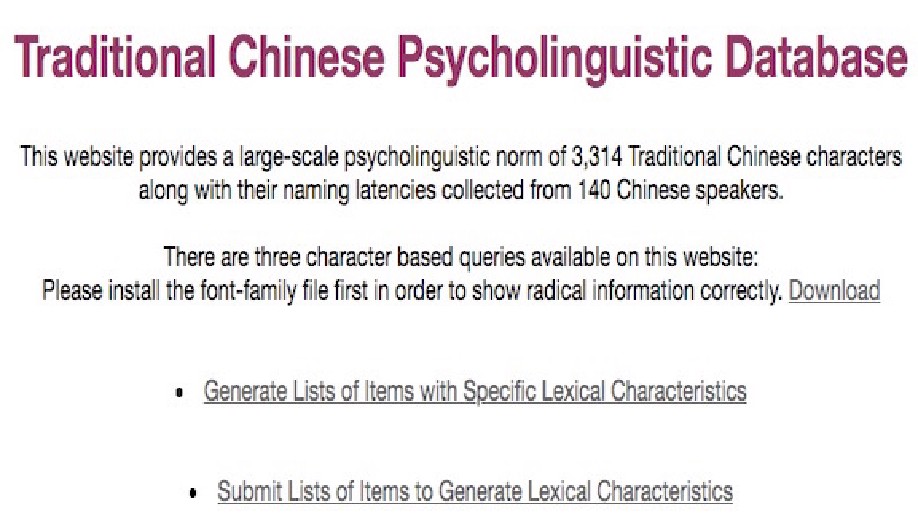 Traditional Chinese Psycholinguistic Database
This website provides a large-scale psycholinguistic norm of 3,314 Traditional Chinese characters
along with their naming latencies collected from 140 Chinese speakers.
There are three character based queries available on this website:
Please install the font-family file first in order to show radical information correctly. Download
• Generate Lists of Items with Specific Lexical Characteristics
• Submit Lists of Items to Generate Lexical Characteristics